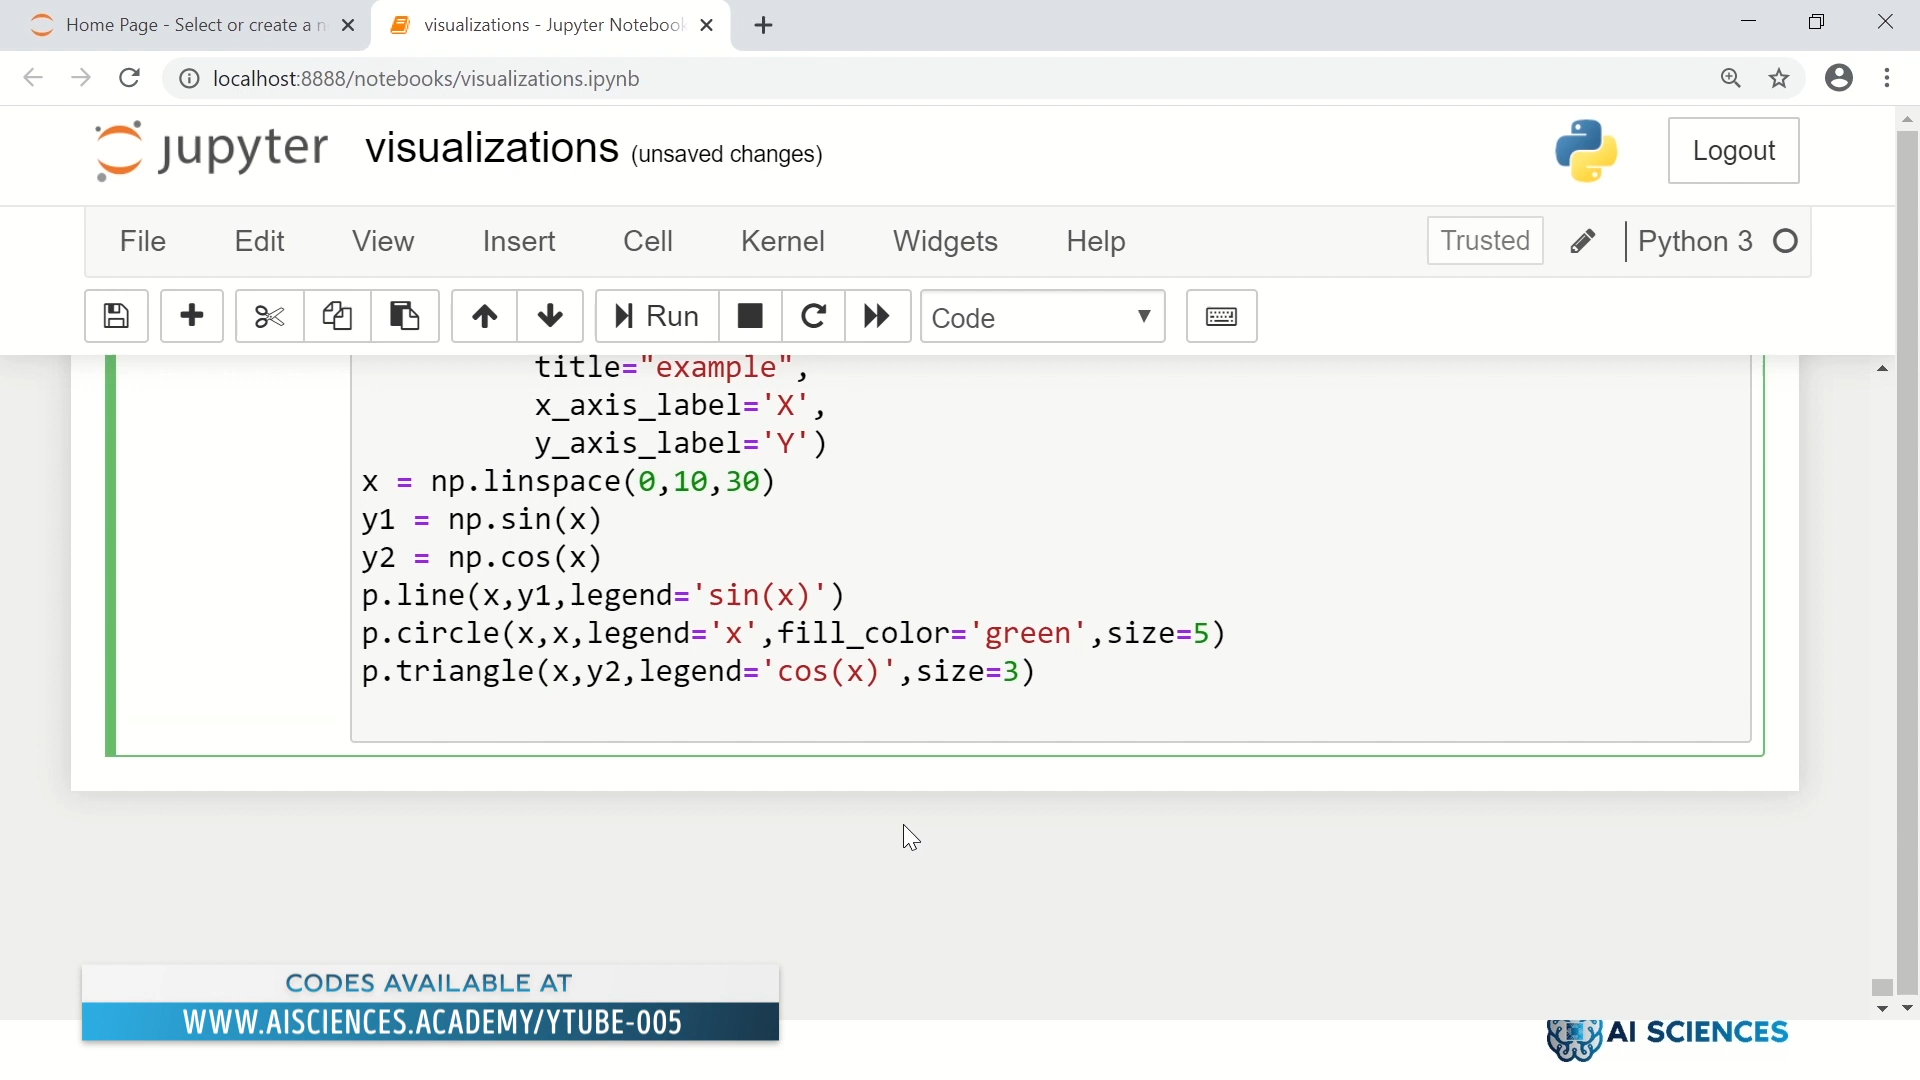 Home Page - Select or create a n
visualizations - Jupyter Notebook
localhost:8888/notebooks/visualizations.ipynb
jupyter visualizations (unsaved changes)
Logout
File Edit View Insert Cell Kernel Widgets Help Trusted Python 3
Run Code
title="example",
x_axis_label='X',
y_axis_label='Y')
x = np.linspace(0,10,30)
y1 = np.sin(x)
y2 = np.cos(x)
p.line(x,y1,legend='sin(x)')
p.circle(x,x,legend='x',fill_color='green',size=5)
p.triangle(x,y2,legend='cos(x)',size=3)
CODES AVAILABLE AT
WWW.AISCIENCES.ACADEMY/YTUBE-005
AI SCIENCES